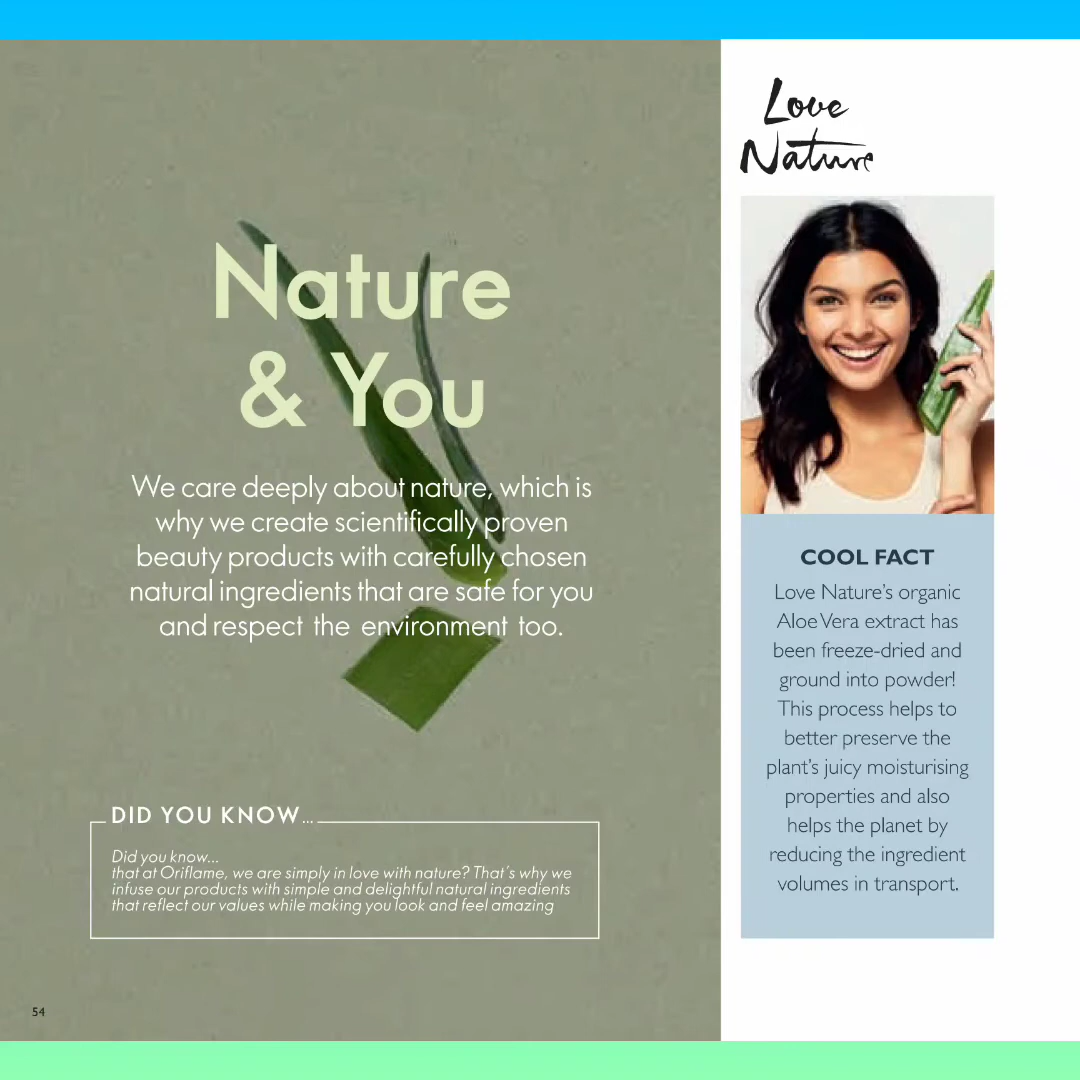 Nature
& You
We care deeply about nature, which is
why we create scientifically proven
beauty products with carefully chosen
natural ingredients that are safe for you
and respect the environment too.
DID YOU KNOW...
Did you know...
that at Oriflame, we are simply in love with nature? That's why we
infuse our products with simple and delightful natural ingredients
that reflect our values while making you look and feel amazing
54
Love
Nature
COOL FACT
Love Nature's organic
Aloe Vera extract has
been freeze-dried and
ground into powder!
This process helps to
better preserve the
plant's juicy moisturising
properties and also
helps the planet by
reducing the ingredient
volumes in transport.